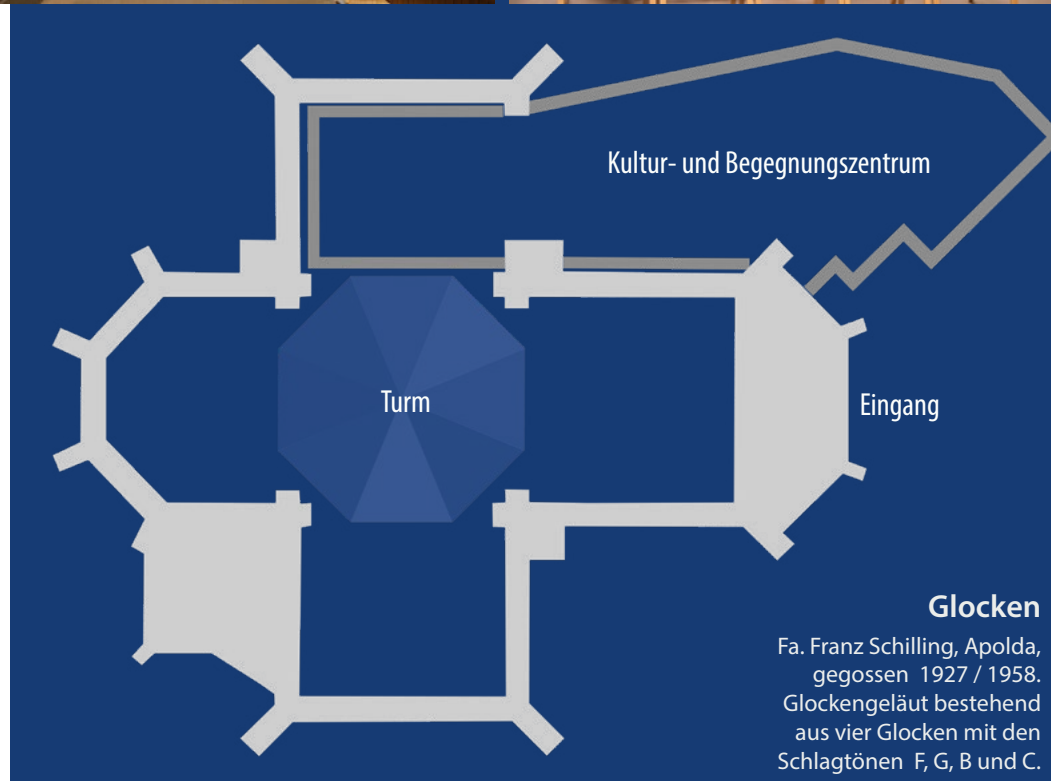 Kultur- und Begegnungszentrum
Turm
Eingang
Glocken
Fa. Franz Schilling, Apolda,
gegossen 1927 / 1958.
Glockengeläut bestehend
aus vier Glocken mit den
Schlagtönen F, G, B und C.